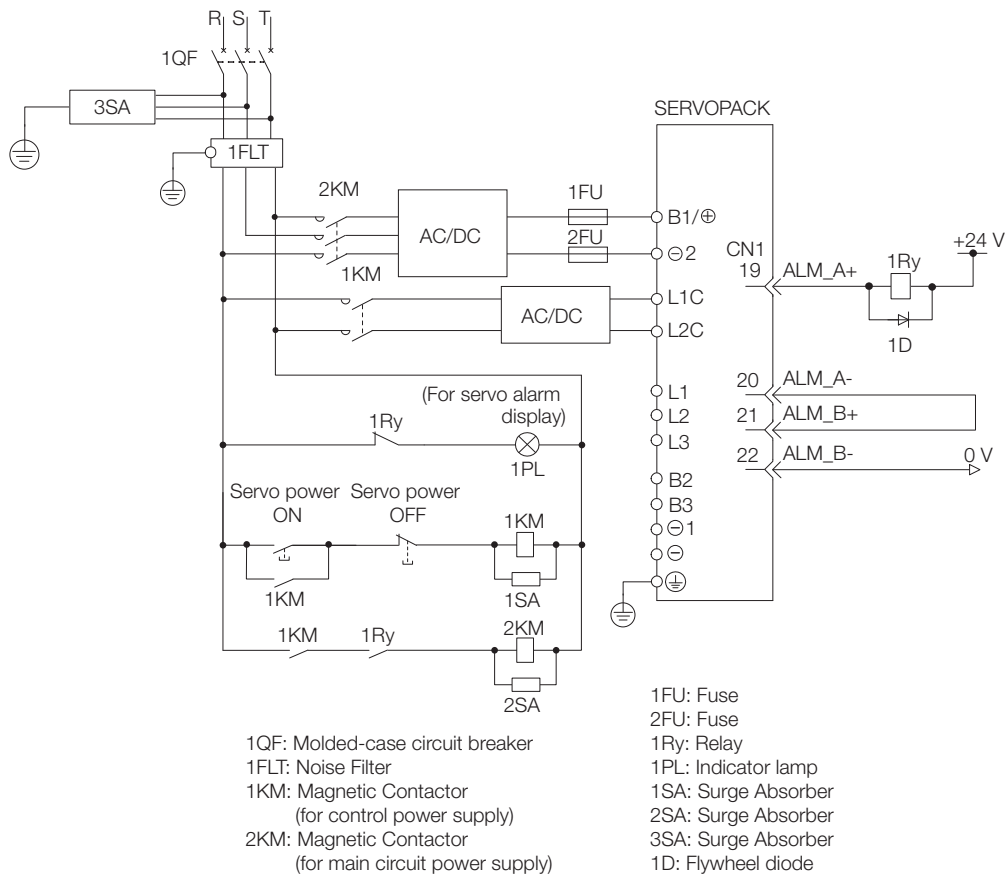 R S T
1QF
3SA
1FLT
SERVOPACK
2KM
1FU
B1/⊕
AC/DC
2FU
⊖2
CN1
+24 V
1KM
19 ALM_A+
1Ry
L1C
AC/DC
L2C
1D
20 ALM_A-
(For servo alarm
display)
L1
L2
21 ALM_B+
1Ry
1PL
L3
22 ALM_B-
0 V
B2
Servo power
ON
Servo power
OFF
B3
1KM
⊖1
⊖
1KM
1SA
1KM
1Ry
2KM
2SA
1QF: Molded-case circuit breaker
1FLT: Noise Filter
1KM: Magnetic Contactor
(for control power supply)
2KM: Magnetic Contactor
(for main circuit power supply)
1FU: Fuse
2FU: Fuse
1Ry: Relay
1PL: Indicator lamp
1SA: Surge Absorber
2SA: Surge Absorber
3SA: Surge Absorber
1D: Flywheel diode